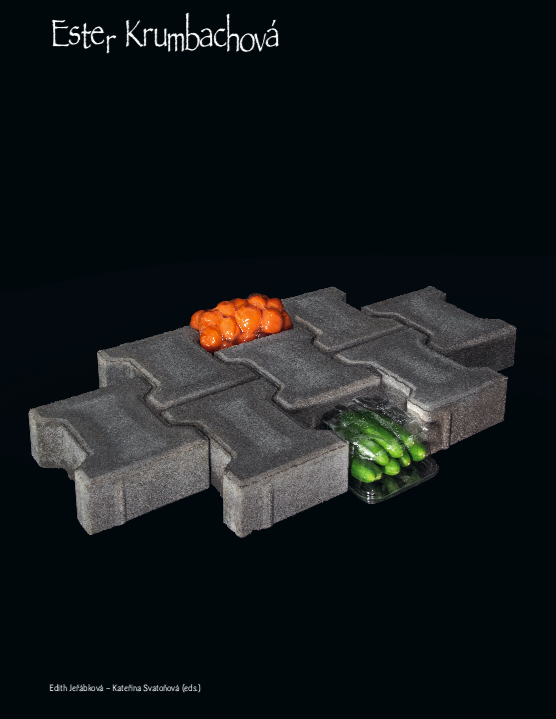 Ester Krumbachová
Edith Jeřábková – Kateřina Svatoňová (eds.)